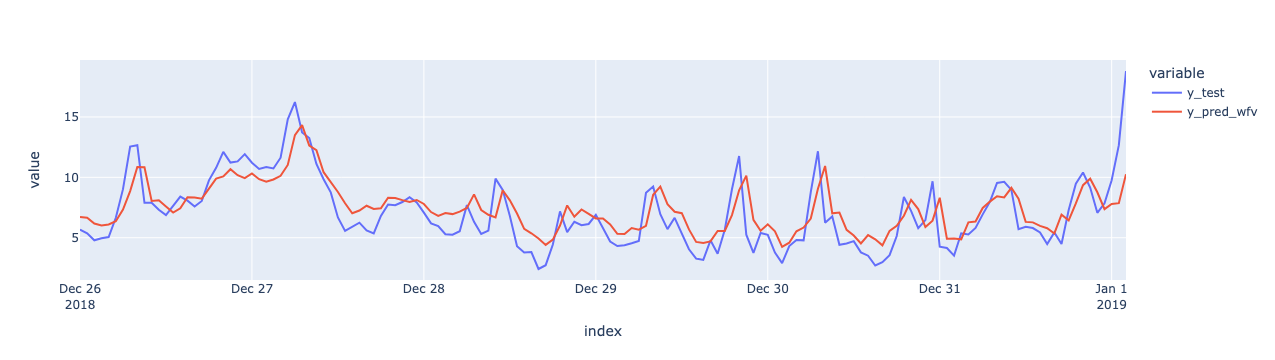 variable
y_test
y_pred_wfv
value
15
10
5
Dec 26
2018
Dec 27
Dec 28
Dec 29
Dec 30
Dec 31
Jan 1
2019
index